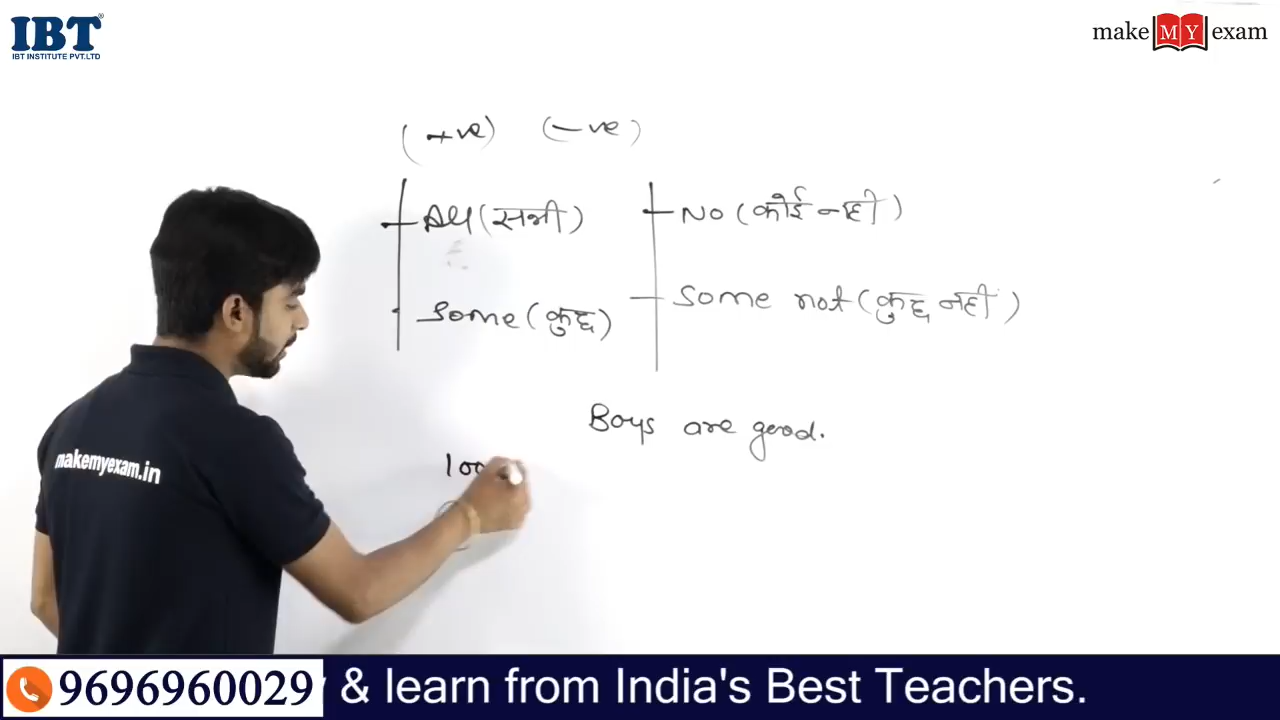 IBT
IBT INSTITUTE PVT.LTD
make MY exam
(+ve) (-ve)
All (सभी) No (कोई नहीं)
Some (कुछ) Some not (कुछ नहीं)
Boys are good.
100
makemyexam.in
9696960029
& learn from India's Best Teachers.